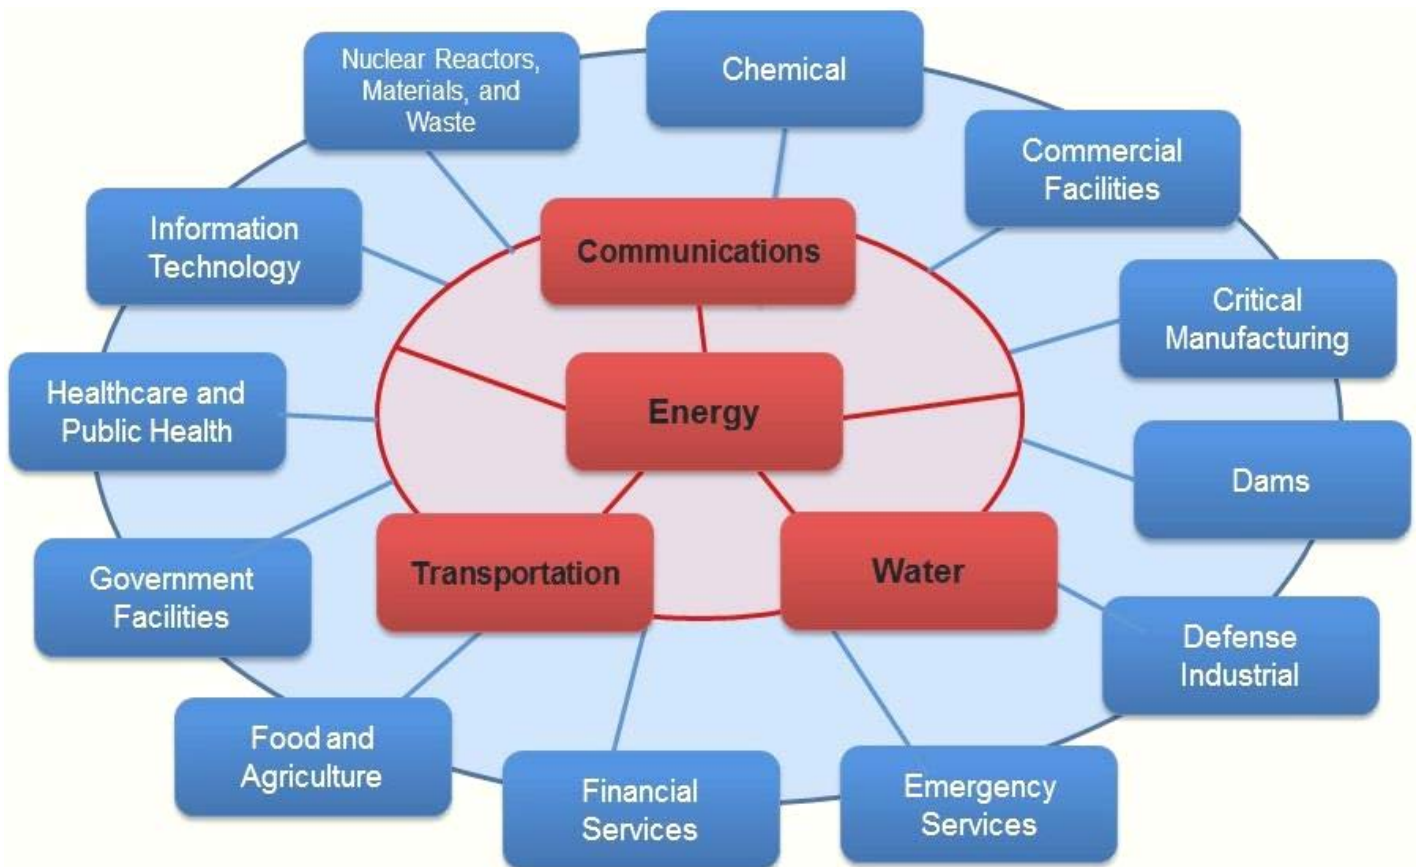 Nuclear Reactors,
Materials, and
Waste
Chemical
Commercial
Facilities
Information
Technology
Communications
Critical
Manufacturing
Healthcare and
Public Health
Energy
Dams
Government
Facilities
Transportation
Water
Defense
Industrial
Food and
Agriculture
Financial
Services
Emergency
Services